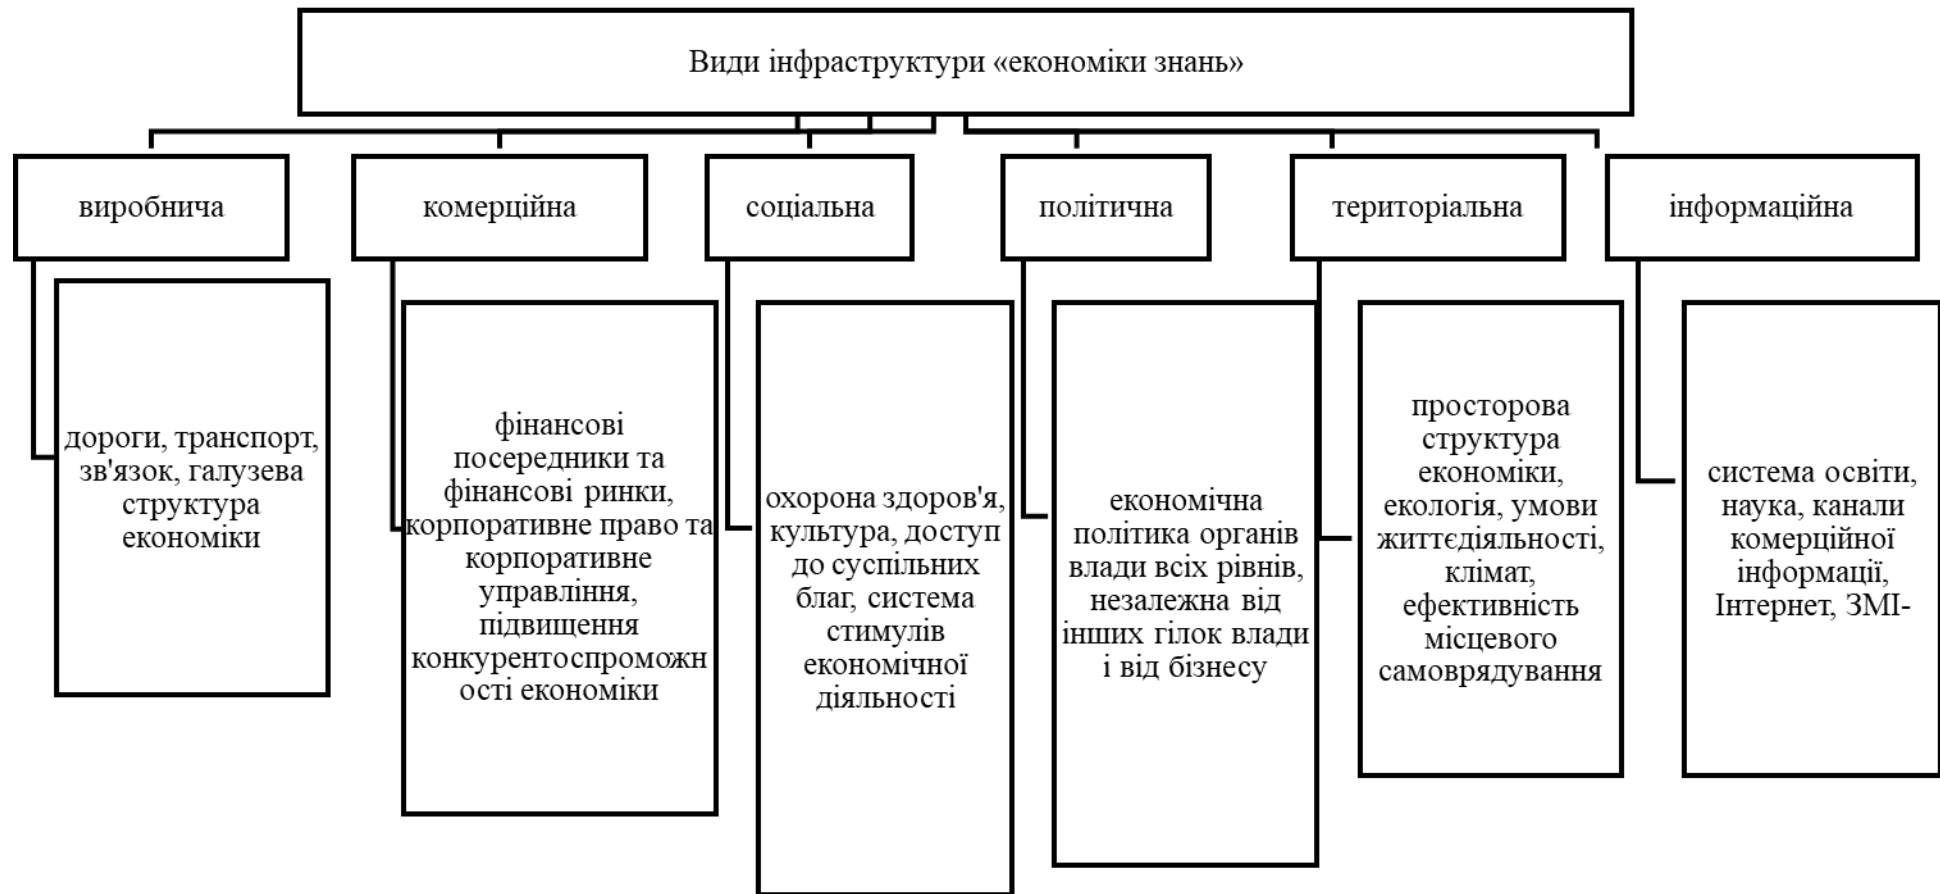 Види інфраструктури «економіки знань»
виробнича
комерційна
соціальна
політична
територіальна
інформаційна
дороги, транспорт,
зв'язок, галузева
структура
економіки
фінансові
посередники та
фінансові ринки,
корпоративне право та
корпоративне
управління,
підвищення
конкурентоспроможн
ості економіки
охорона здоров'я,
культура, доступ
до суспільних
благ, система
стимулів
економічної
діяльності
економічна
політика органів
влади всіх рівнів,
незалежна від
інших гілок влади
і від бізнесу
просторова
структура
економіки,
екологія, умови
життєдіяльності,
клімат,
ефективність
місцевого
самоврядування
система освіти,
наука, канали
комерційної
інформації,
Інтернет, ЗМІ-